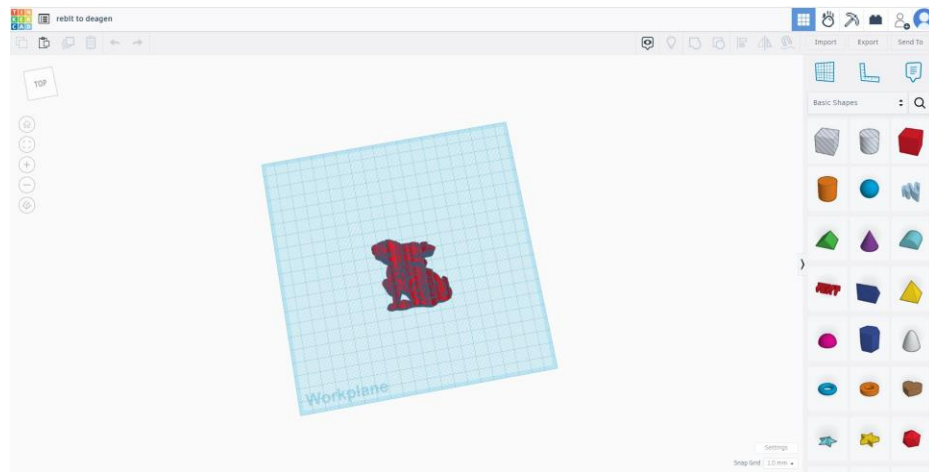 TIN
KER
CAD
rebit to deagen
Import Export Send To
TOP
Basic Shapes
Workplane
Settings
Snap Grid 1.0 mm